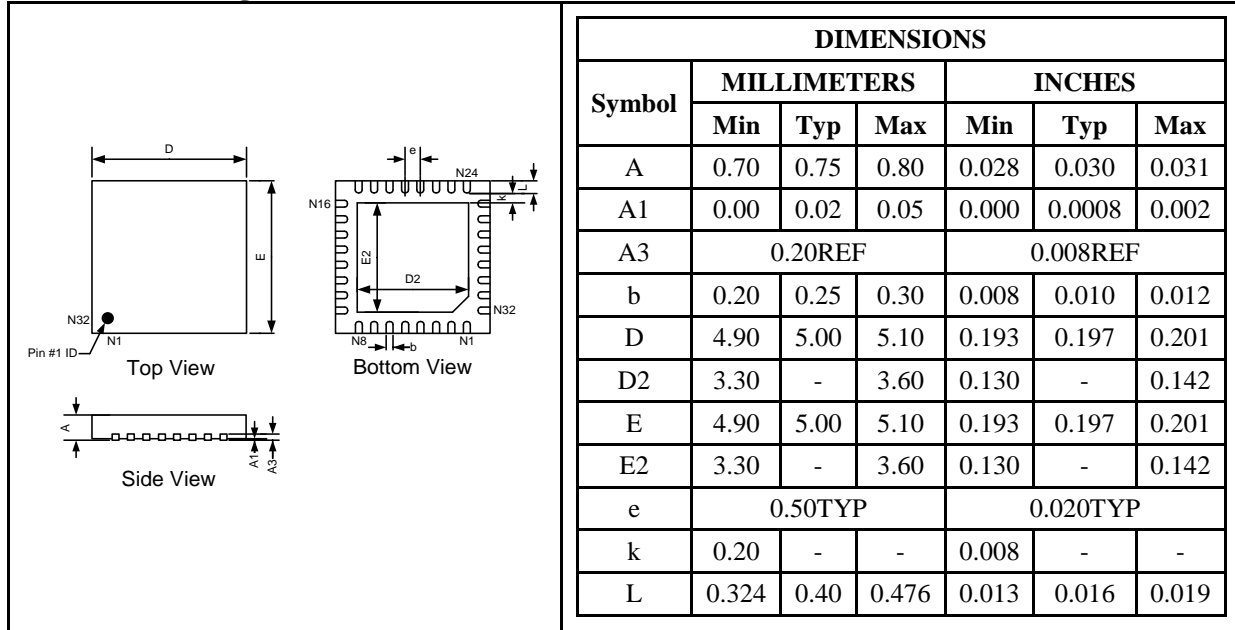 D
E
N32
N1
Pin #1 ID
Top View
e
N24
L
k
N16
E2
D2
N32
N8
b
N1
Bottom View
A
A1
A3
Side View
DIMENSIONS
Symbol MILLIMETERS INCHES
Min Typ Max Min Typ Max
A 0.70 0.75 0.80 0.028 0.030 0.031
A1 0.00 0.02 0.05 0.000 0.0008 0.002
A3 0.20REF 0.008REF
b 0.20 0.25 0.30 0.008 0.010 0.012
D 4.90 5.00 5.10 0.193 0.197 0.201
D2 3.30 - 3.60 0.130 - 0.142
E 4.90 5.00 5.10 0.193 0.197 0.201
E2 3.30 - 3.60 0.130 - 0.142
e 0.50TYP 0.020TYP
k 0.20 - - 0.008 - -
L 0.324 0.40 0.476 0.013 0.016 0.019